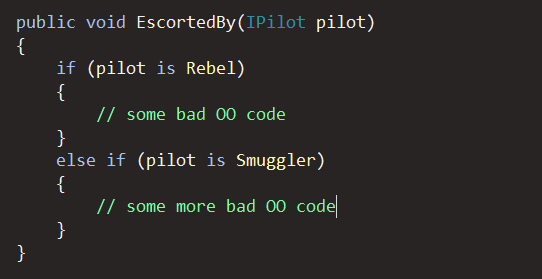 public void EscortedBy(IPilot pilot)
{
    if (pilot is Rebel)
    {
        // some bad OO code
    }
    else if (pilot is Smuggler)
    {
        // some more bad OO code
    }
}